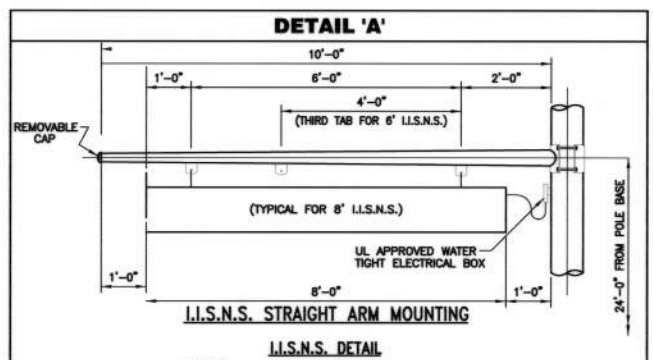 DETAIL 'A'
10'-0"
1'-0" 6'-0" 2'-0"
4'-0"
(THIRD TAB FOR 6' I.I.S.N.S.)
REMOVABLE
CAP
(TYPICAL FOR 8' I.I.S.N.S.)
UL APPROVED WATER
TIGHT ELECTRICAL BOX
24'-0" FROM POLE BASE
1'-0" 8'-0" 1'-0"
I.I.S.N.S. STRAIGHT ARM MOUNTING
I.I.S.N.S. DETAIL